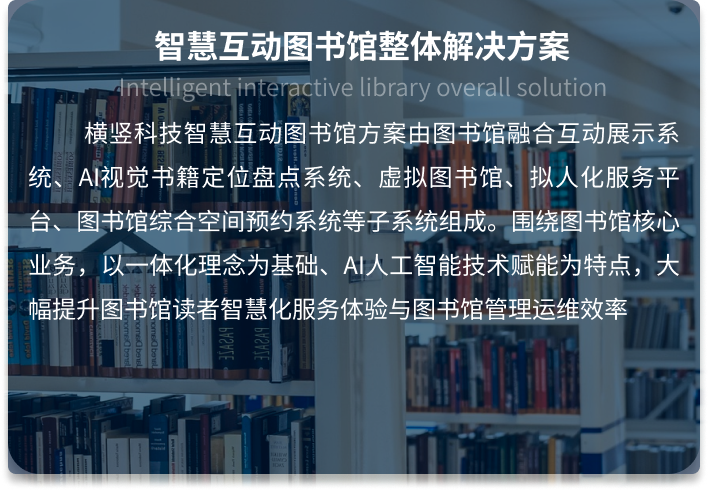 智慧互动图书馆整体解决方案
Intelligent interactive library overall solution
横竖科技智慧互动图书馆方案由图书馆融合互动展示系
统、AI视觉书籍定位盘点系统、虚拟图书馆、拟人化服务平
台、图书馆综合空间预约系统等子系统组成。围绕图书馆核心
业务，以一体化理念为基础、AI人工智能技术赋能为特点，大
幅提升图书馆读者智慧化服务体验与图书馆管理运维效率